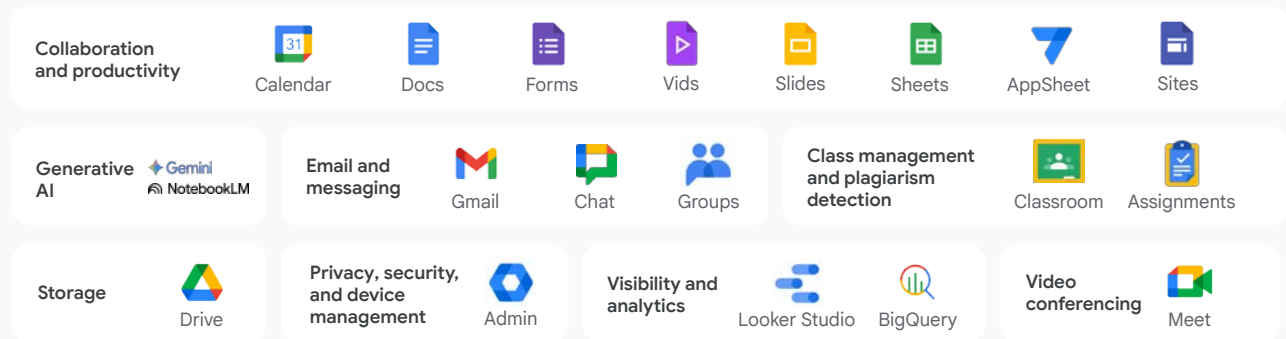 Collaboration
and productivity
31
Calendar
Docs
Forms
Vids
Slides
Sheets
AppSheet
Sites
Generative
AI
Gemini
NotebookLM
Email and
messaging
Gmail
Chat
Groups
Class management
and plagiarism
detection
Classroom
Assignments
Storage
Drive
Privacy, security,
and device
management
Admin
Visibility and
analytics
Looker Studio
BigQuery
Video
conferencing
Meet